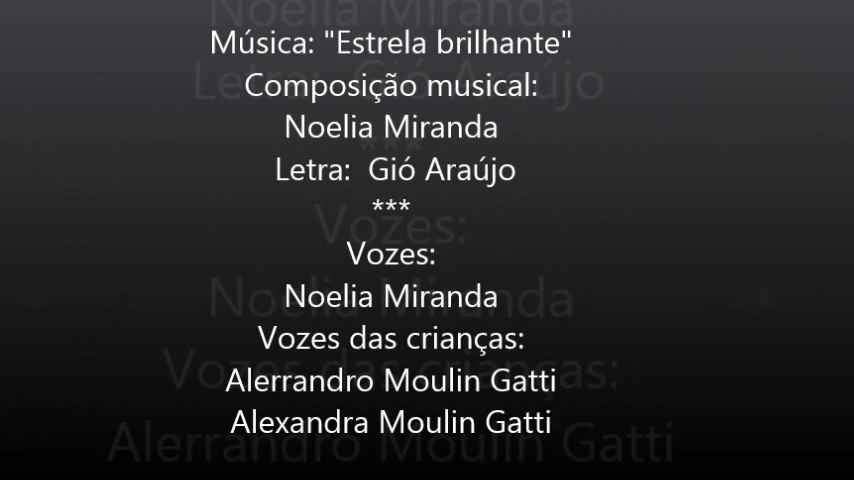 Música: "Estrela brilhante"
Composição musical:
Noelia Miranda
Letra:  Gió Araújo
***
Vozes:
Noelia Miranda
Vozes das crianças:
Alerrandro Moulin Gatti
Alexandra Moulin Gatti